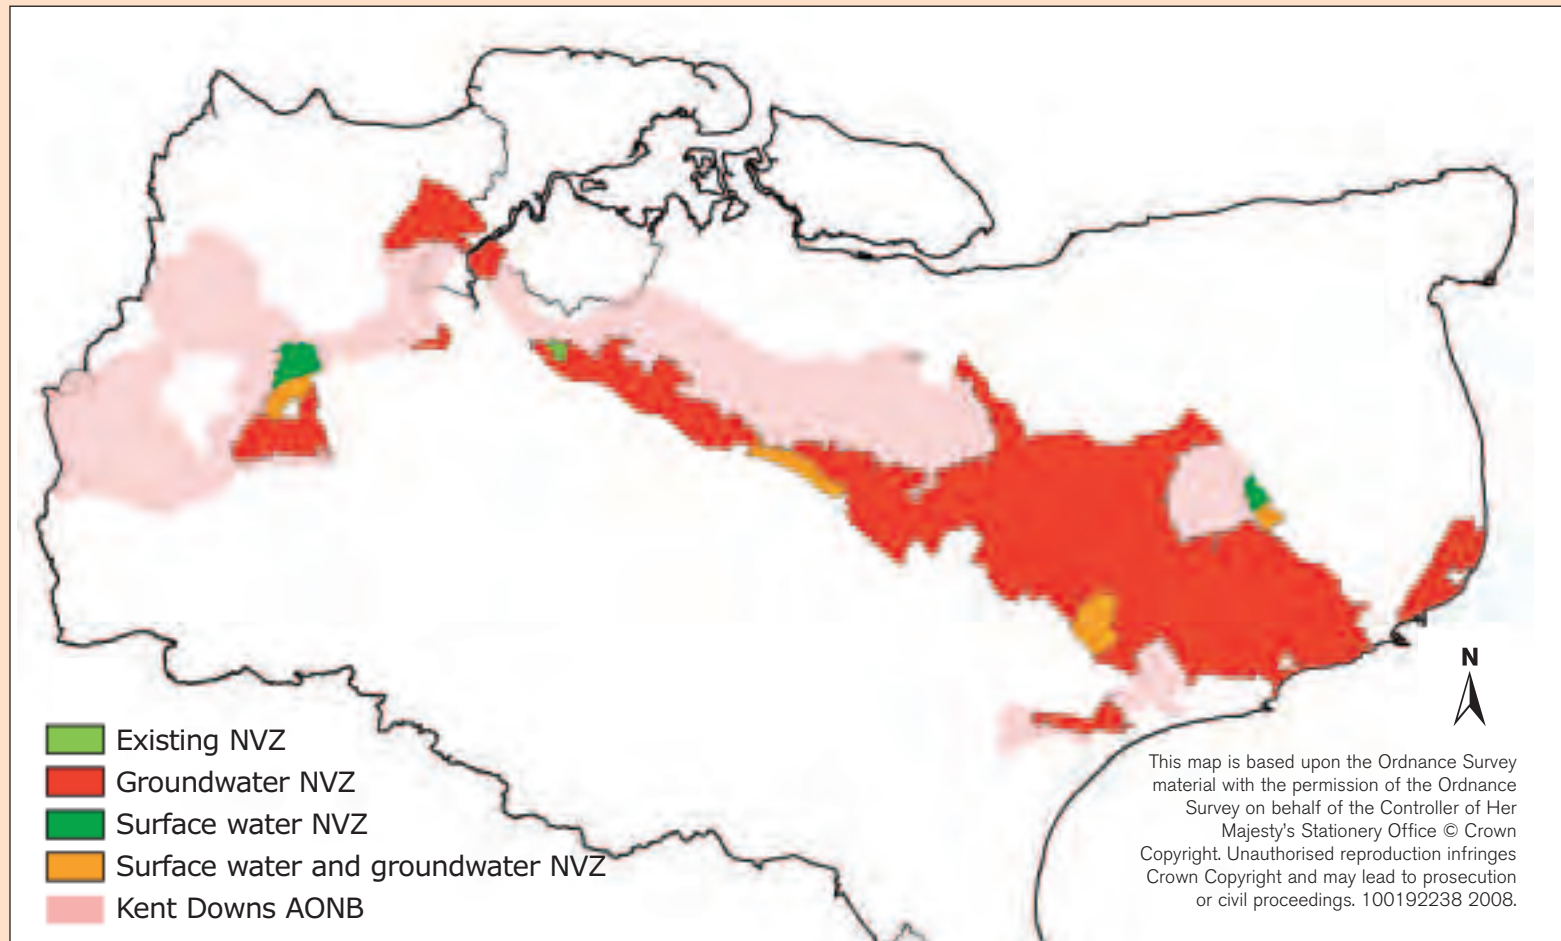 Existing NVZ
Groundwater NVZ
Surface water NVZ
Surface water and groundwater NVZ
Kent Downs AONB
N
This map is based upon the Ordnance Survey
material with the permission of the Ordnance
Survey on behalf of the Controller of Her
Majesty's Stationery Office © Crown
Copyright. Unauthorised reproduction infringes
Crown Copyright and may lead to prosecution
or civil proceedings. 100192238 2008.